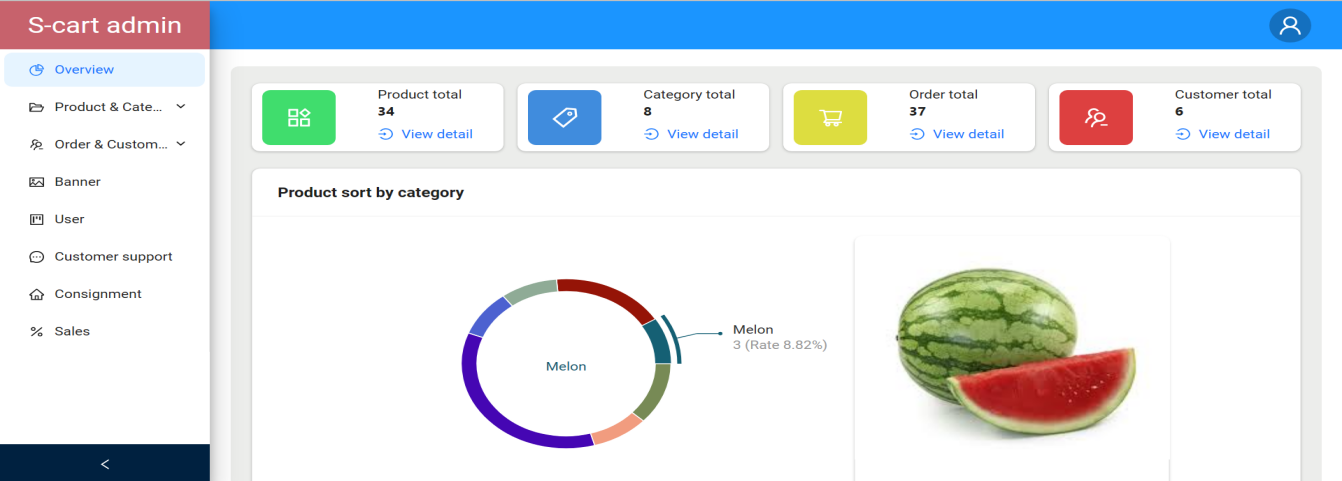 S-cart admin
Overview
Product & Cate...
Order & Custom...
Banner
User
Customer support
Consignment
Sales
<
Product total
34
View detail
Category total
8
View detail
Order total
37
View detail
Customer total
6
View detail
Product sort by category
Melon
Melon
3 (Rate 8.82%)